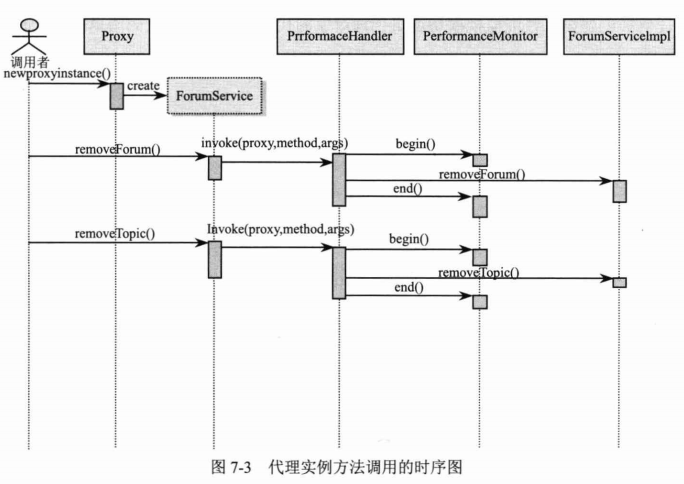 Proxy
PrrformaceHandler
PerformanceMonitor
ForumServiceImpl
调用者
newproxyinstance()
create
ForumService
removeForum()
invoke(proxy,method,args)
begin()
removeForum()
end()
removeTopic()
Invoke(proxy,method,args)
begin()
removeTopic()
end()
图 7-3 代理实例方法调用的时序图